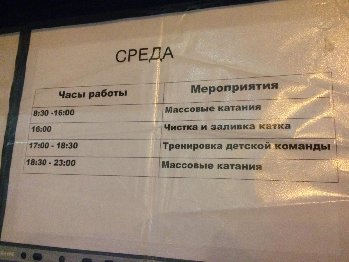 СРЕДА
Часы работы Мероприятия
8:30 -16:00 Массовые катания
16:00 Чистка и заливка катка
17:00 - 18:30 Тренировка детской команды
18:30 - 23:00 Массовые катания